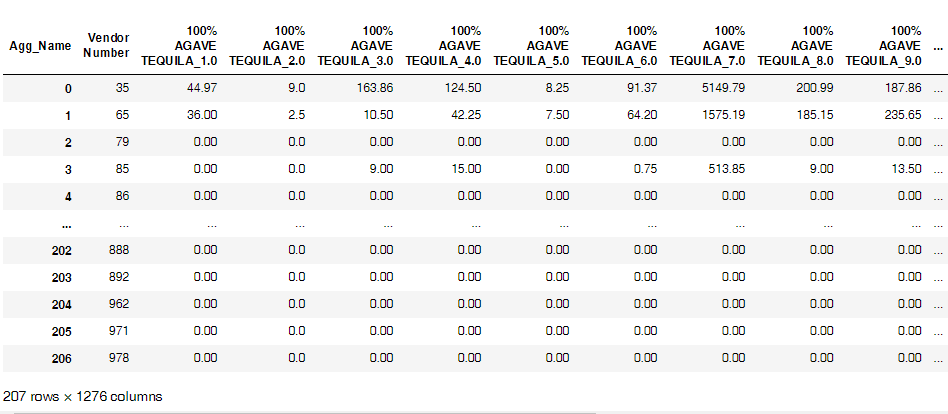 Agg_Name Vendor Number 100% AGAVE TEQUILA_1.0 100% AGAVE TEQUILA_2.0 100% AGAVE TEQUILA_3.0 100% AGAVE TEQUILA_4.0 100% AGAVE TEQUILA_5.0 100% AGAVE TEQUILA_6.0 100% AGAVE TEQUILA_7.0 100% AGAVE TEQUILA_8.0 100% AGAVE TEQUILA_9.0 ...
0 35 44.97 9.0 163.86 124.50 8.25 91.37 5149.79 200.99 187.86 ...
1 65 36.00 2.5 10.50 42.25 7.50 64.20 1575.19 185.15 235.65 ...
2 79 0.00 0.0 0.00 0.00 0.00 0.00 0.00 0.00 0.00 ...
3 85 0.00 0.0 9.00 15.00 0.00 0.75 513.85 9.00 13.50 ...
4 86 0.00 0.0 0.00 0.00 0.00 0.00 0.00 0.00 0.00 ...
... ... ... ... ... ... ... ... ... ... ... ...
202 888 0.00 0.0 0.00 0.00 0.00 0.00 0.00 0.00 0.00 ...
203 892 0.00 0.0 0.00 0.00 0.00 0.00 0.00 0.00 0.00 ...
204 962 0.00 0.0 0.00 0.00 0.00 0.00 0.00 0.00 0.00 ...
205 971 0.00 0.0 0.00 0.00 0.00 0.00 0.00 0.00 0.00 ...
206 978 0.00 0.0 0.00 0.00 0.00 0.00 0.00 0.00 0.00 ...
207 rows × 1276 columns